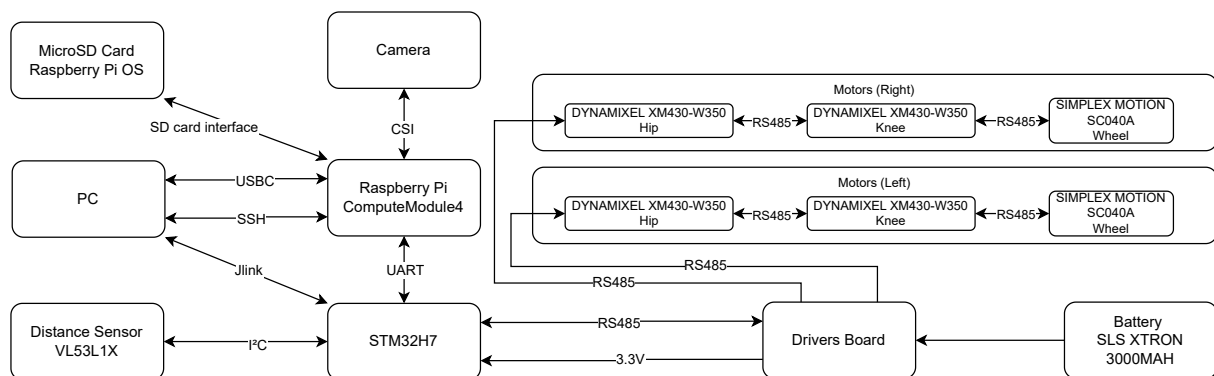 MicroSD Card
Raspberry Pi OS
Camera
Motors (Right)
DYNAMIXEL XM430-W350
Hip
RS485
DYNAMIXEL XM430-W350
Knee
RS485
SIMPLEX MOTION
SC040A
Wheel
SD card interface
CSI
PC
USBC
SSH
Raspberry Pi
ComputeModule4
Motors (Left)
DYNAMIXEL XM430-W350
Hip
RS485
DYNAMIXEL XM430-W350
Knee
RS485
SIMPLEX MOTION
SC040A
Wheel
Jlink
UART
RS485
RS485
Distance Sensor
VL53L1X
I²C
STM32H7
RS485
3.3V
Drivers Board
Battery
SLS XTRON
3000MAH